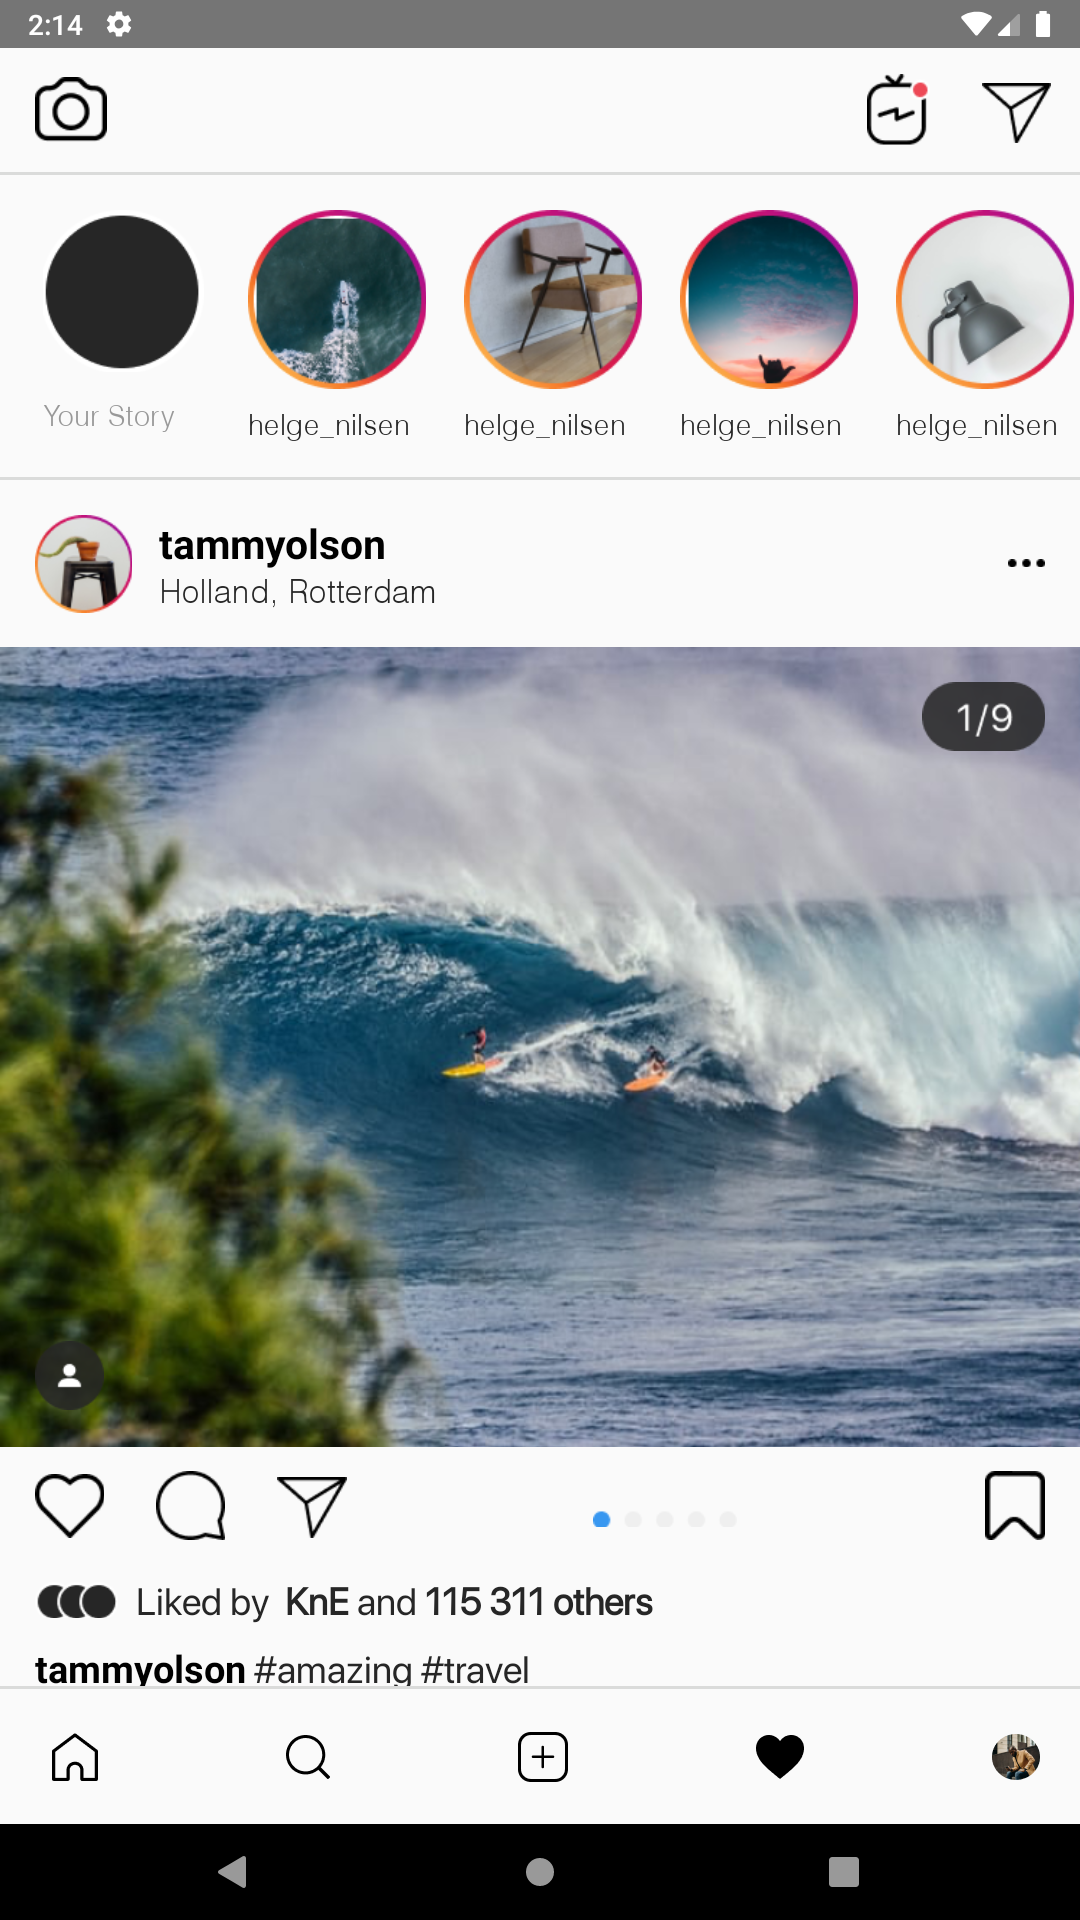 2:14
Your Story
helge_nilsen
helge_nilsen
helge_nilsen
helge_nilsen
tammyolson
Holland, Rotterdam
1/9
Liked by KnE and 115 311 others
tammyolson #amazing #travel